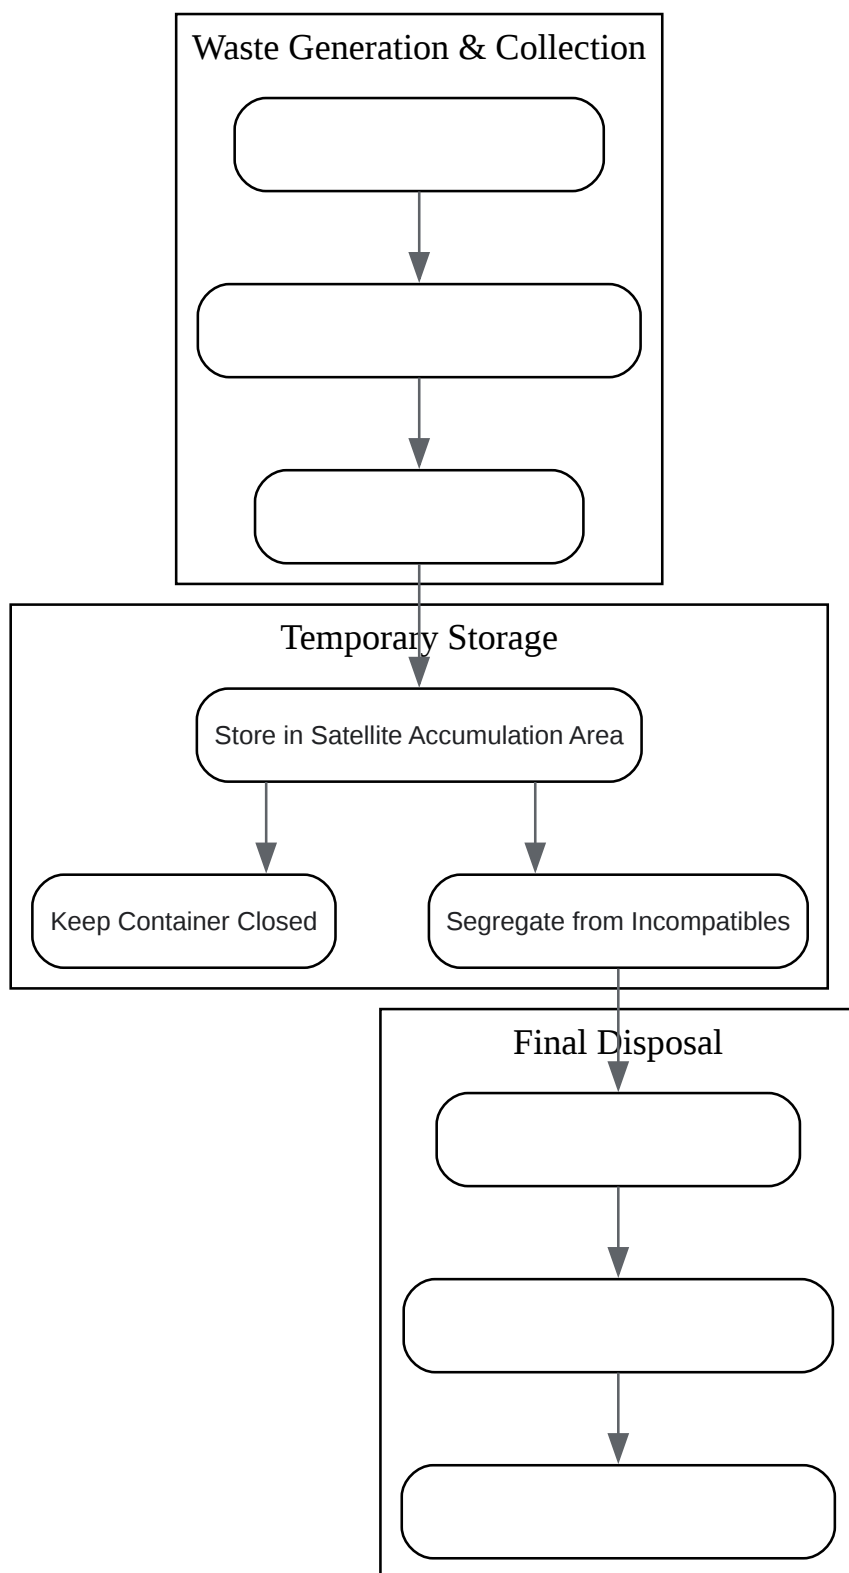 Waste Generation & Collection
Temporary Storage
Store in Satellite Accumulation Area
Keep Container Closed
Segregate from Incompatibles
Final Disposal